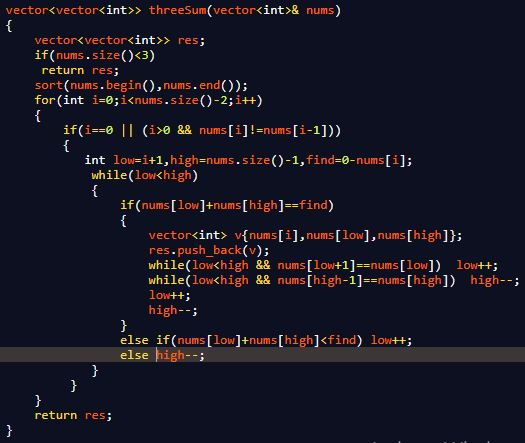 vector<vector<int>> threeSum(vector<int>& nums)
{
    vector<vector<int>> res;
    if(nums.size()<3)
     return res;
    sort(nums.begin(),nums.end());
    for(int i=0;i<nums.size()-2;i++)
    {
        if(i==0 || (i>0 && nums[i]!=nums[i-1]))
        {
           int low=i+1,high=nums.size()-1,find=0-nums[i];
            while(low<high)
            {
                if(nums[low]+nums[high]==find)
                {
                    vector<int> v{nums[i],nums[low],nums[high]};
                    res.push_back(v);
                    while(low<high && nums[low+1]==nums[low])  low++;
                    while(low<high && nums[high-1]==nums[high])  high--;
                    low++;
                    high--;
                }
                else if(nums[low]+nums[high]<find) low++;
                else high--;
            }
         }
    }
    return res;
}